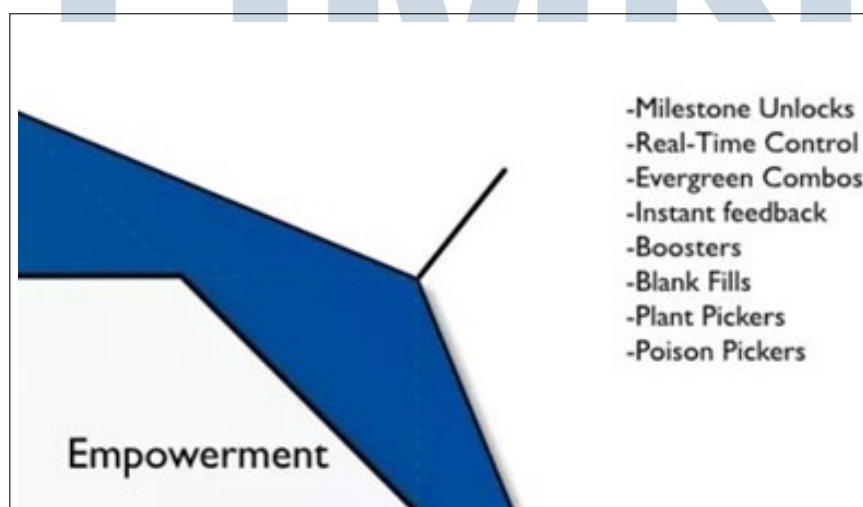 -Milestone Unlocks
-Real-Time Control
-Evergreen Combos
-Instant feedback
-Boosters
-Blank Fills
-Plant Pickers
-Poison Pickers
Empowerment